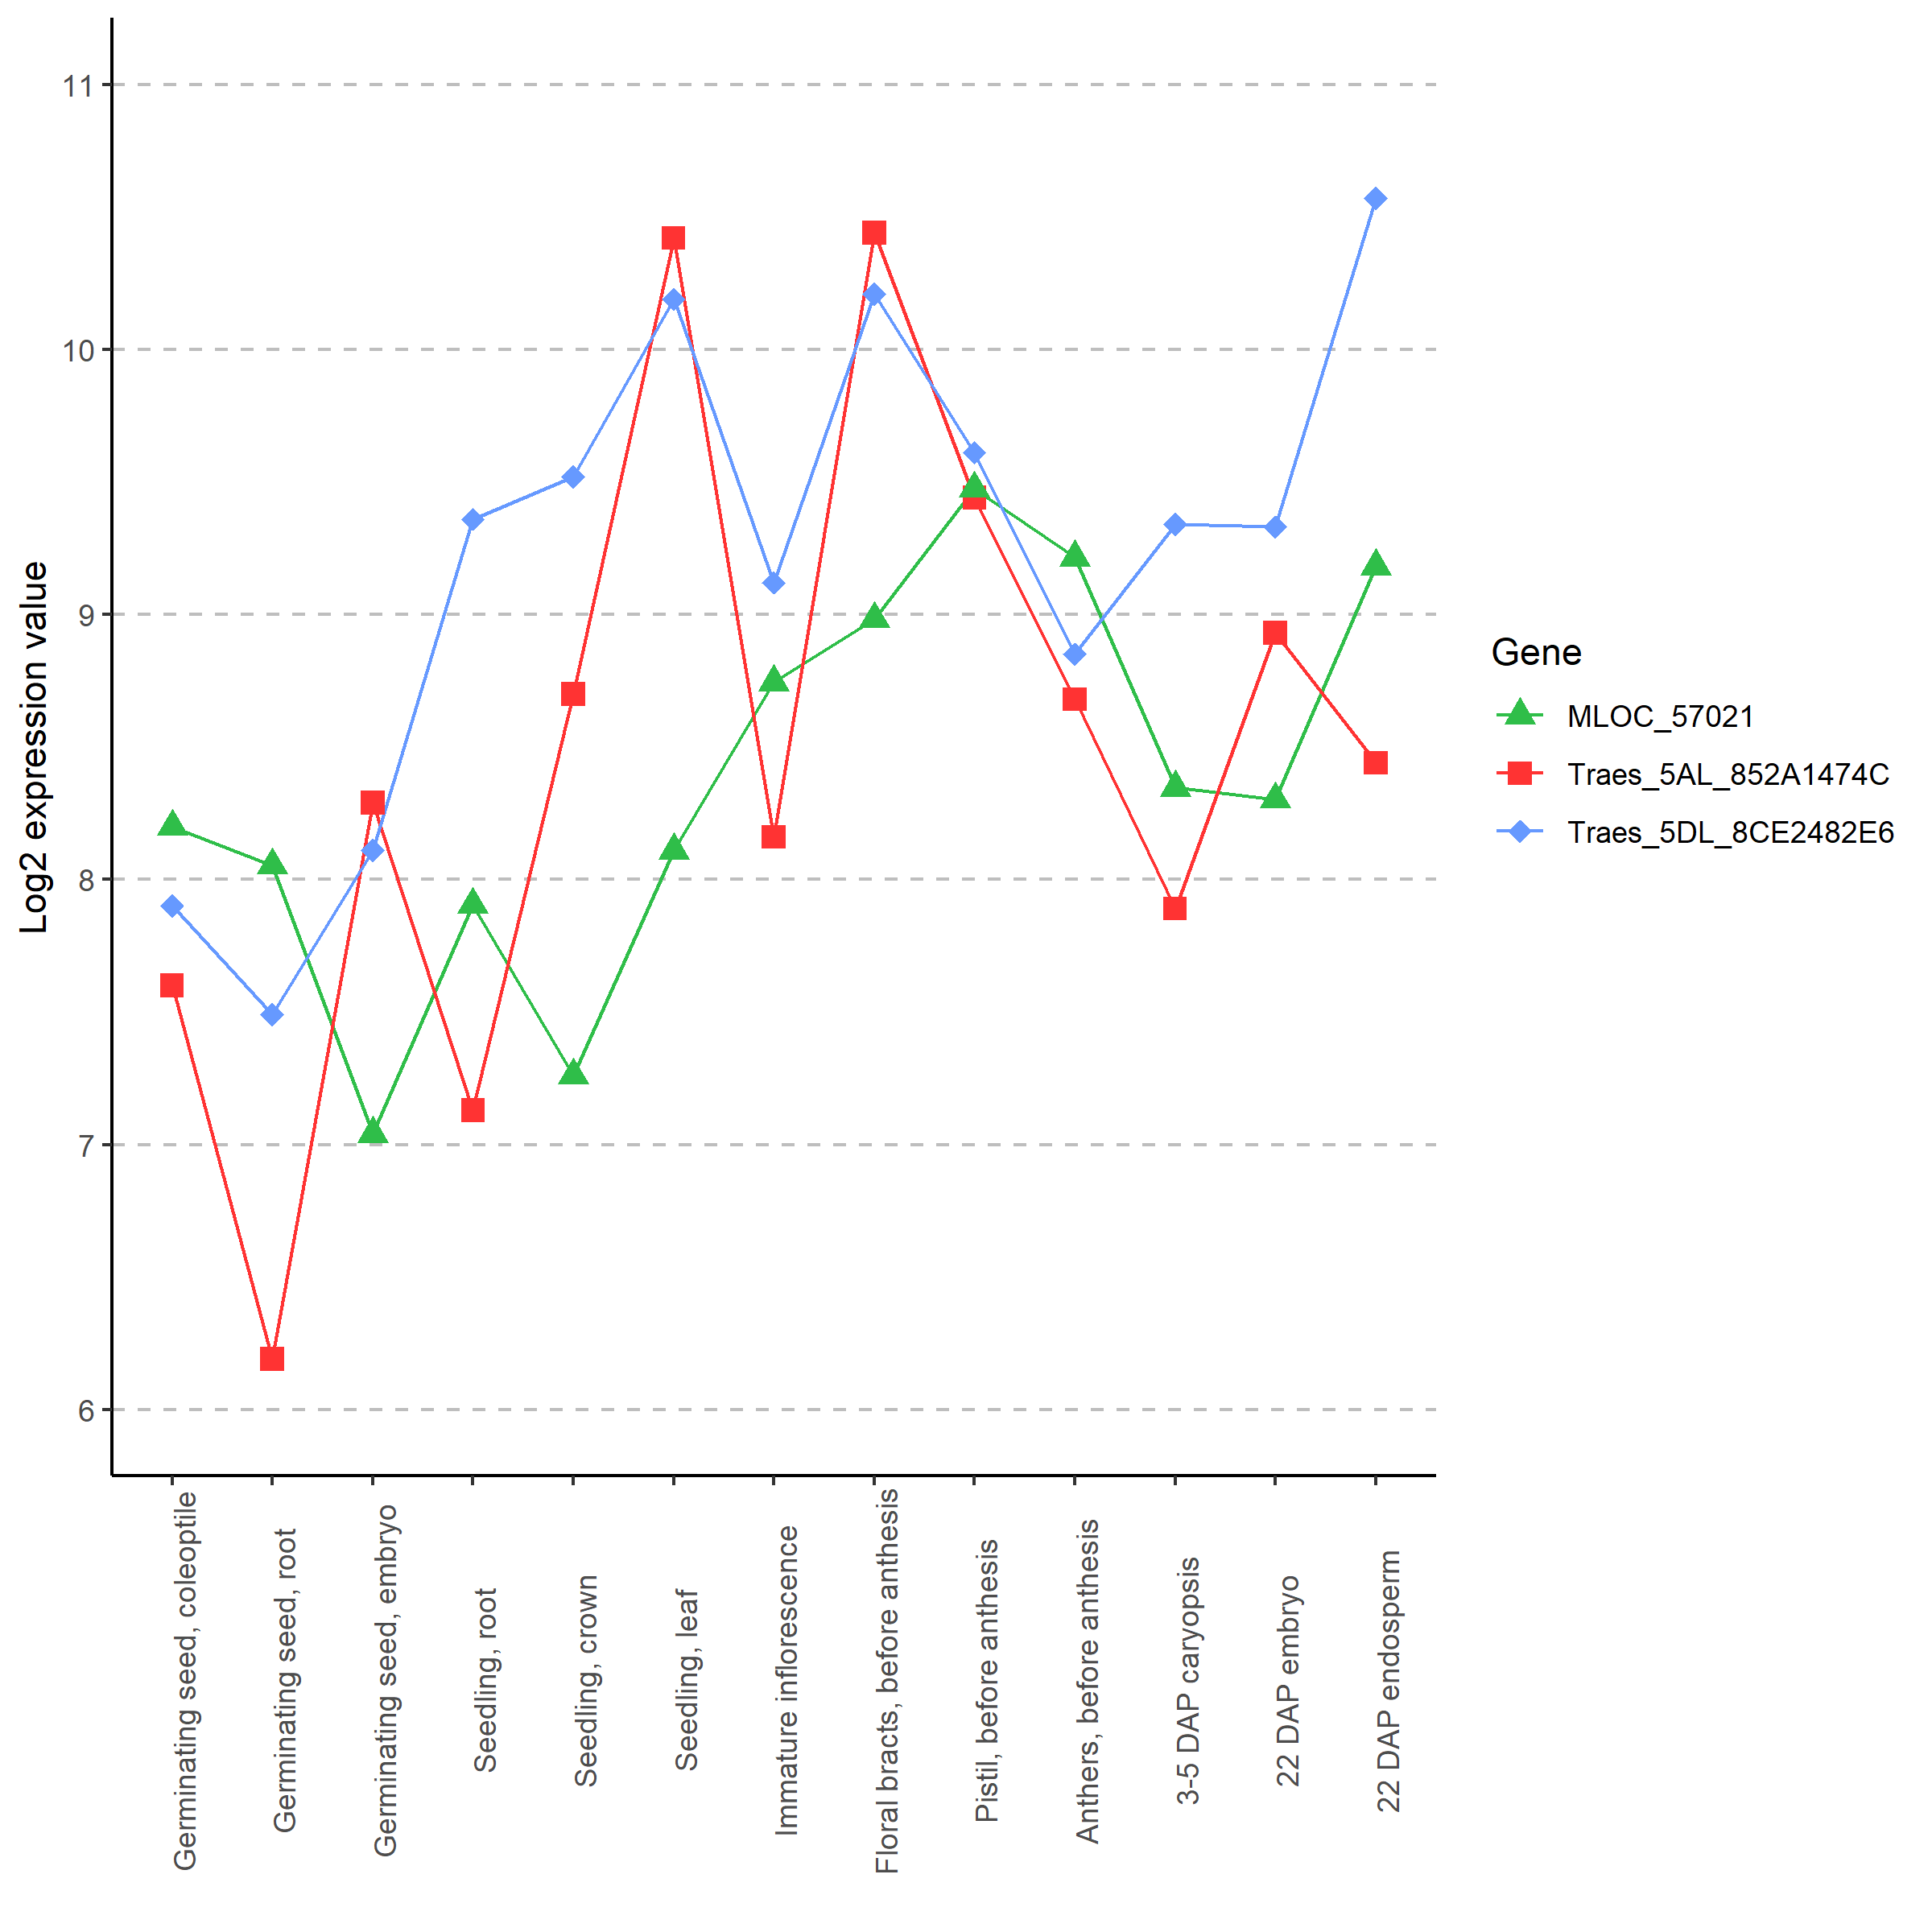 Log2 expression value
11
10
9
8
7
6
Germinating seed, coleoptile
Germinating seed, root
Germinating seed, embryo
Seedling, root
Seedling, crown
Seedling, leaf
Immature inflorescence
Floral bracts, before anthesis
Pistil, before anthesis
Anthers, before anthesis
3-5 DAP caryopsis
22 DAP embryo
22 DAP endosperm
Gene
MLOC_57021
Traes_5AL_852A1474C
Traes_5DL_8CE2482E6